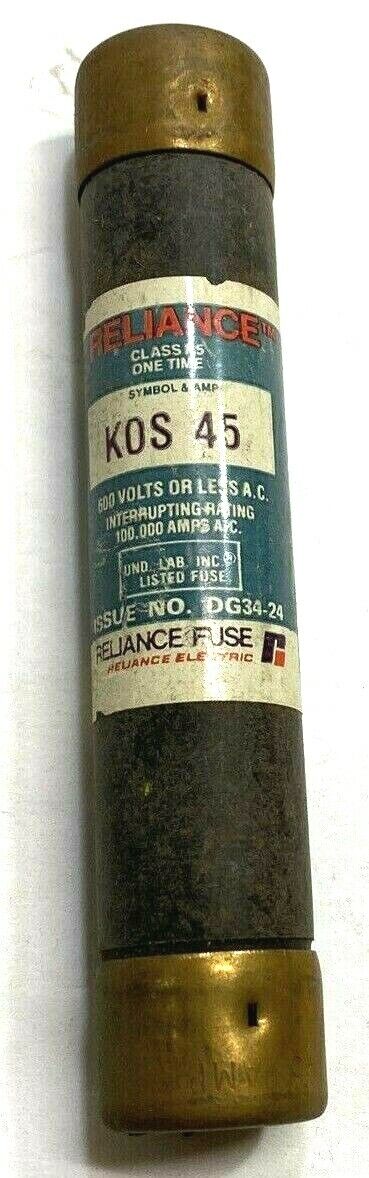 RELIANCE™
CLASS K5
ONE TIME
SYMBOL & AMP
KOS 45
600 VOLTS OR LESS A.C.
INTERRUPTING RATING
100,000 AMPS A.C.
UND. LAB. INC.®
LISTED FUSE
ISSUE NO. DG34-24
RELIANCE FUSE
RELIANCE ELECTRIC